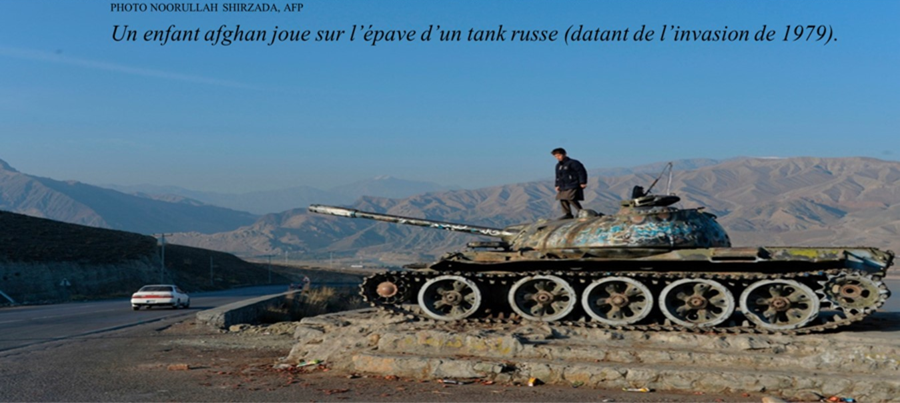 PHOTO NOORULLAH SHIRZADA, AFP
Un enfant afghan joue sur l'épave d'un tank russe (datant de l'invasion de 1979).